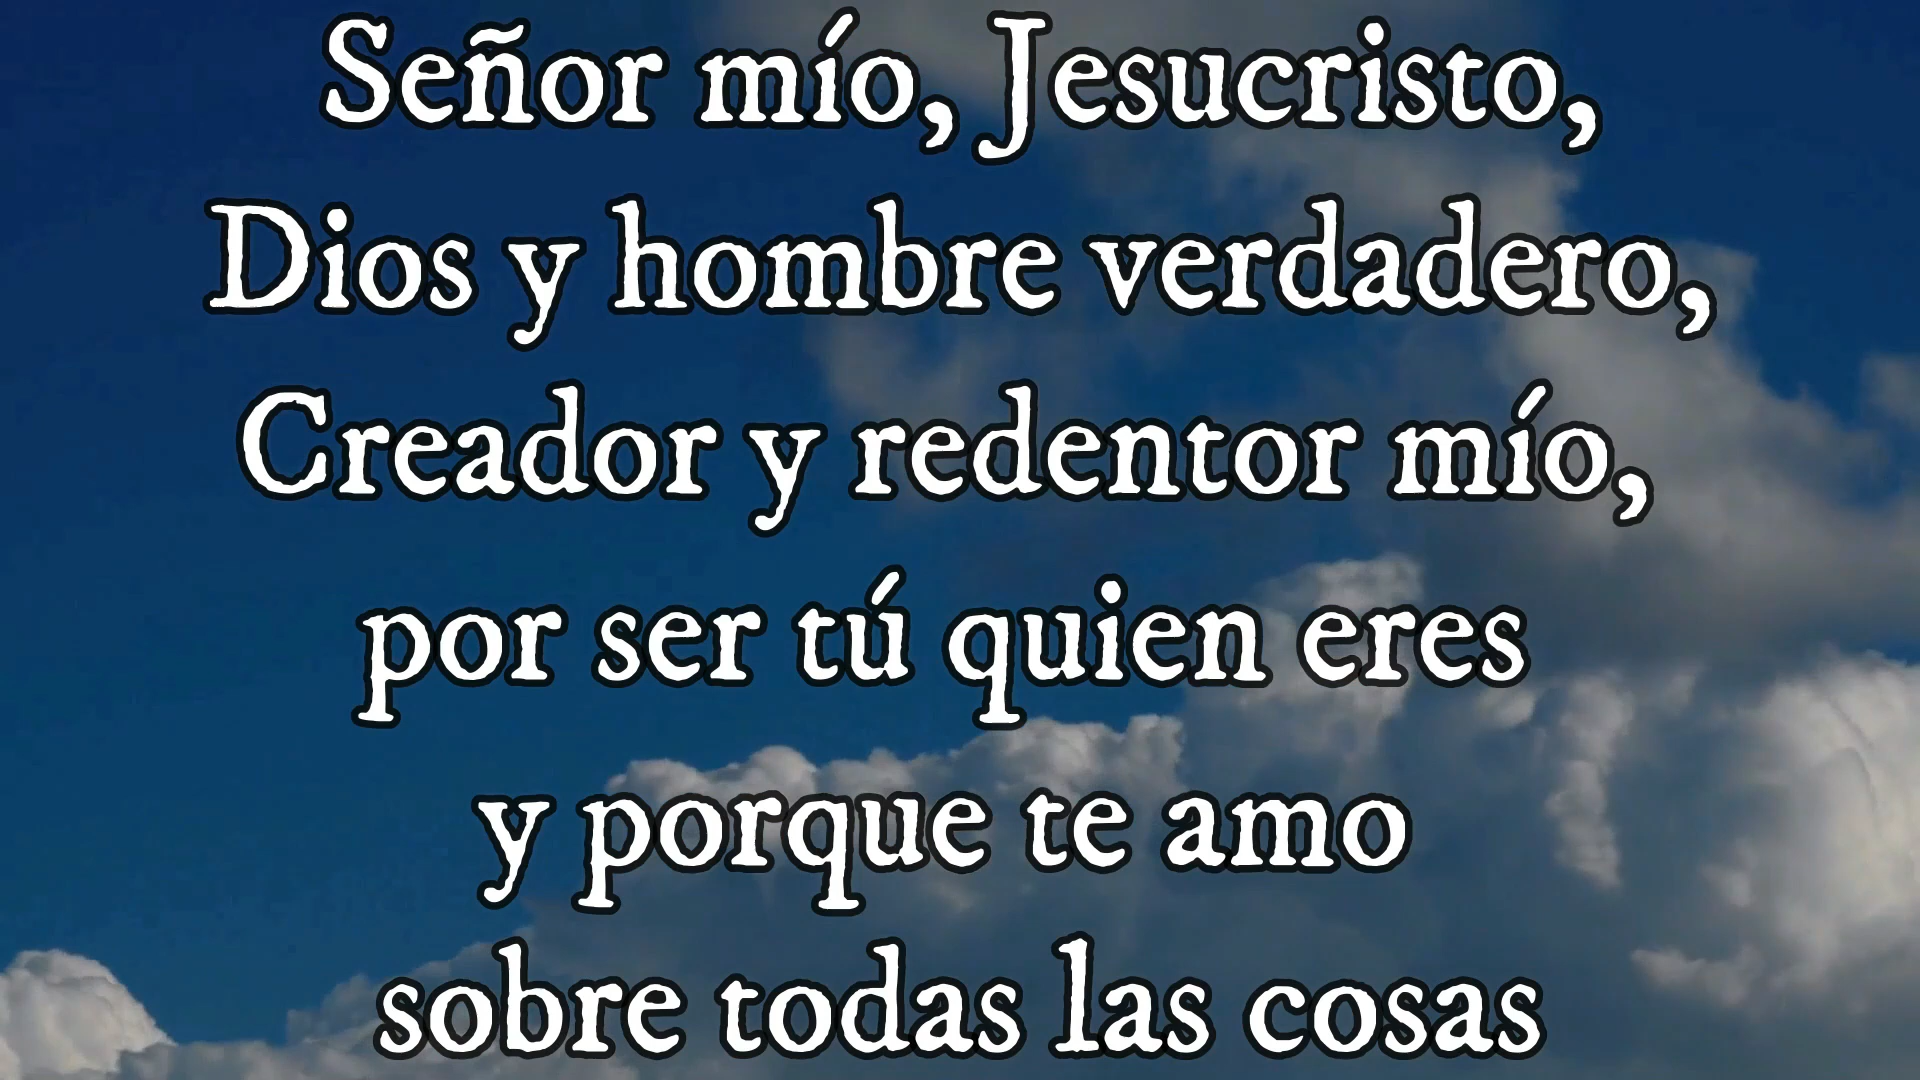 Señor mío, Jesucristo,
Dios y hombre verdadero,
Creador y redentor mío,
por ser tú quien eres
y porque te amo
sobre todas las cosas